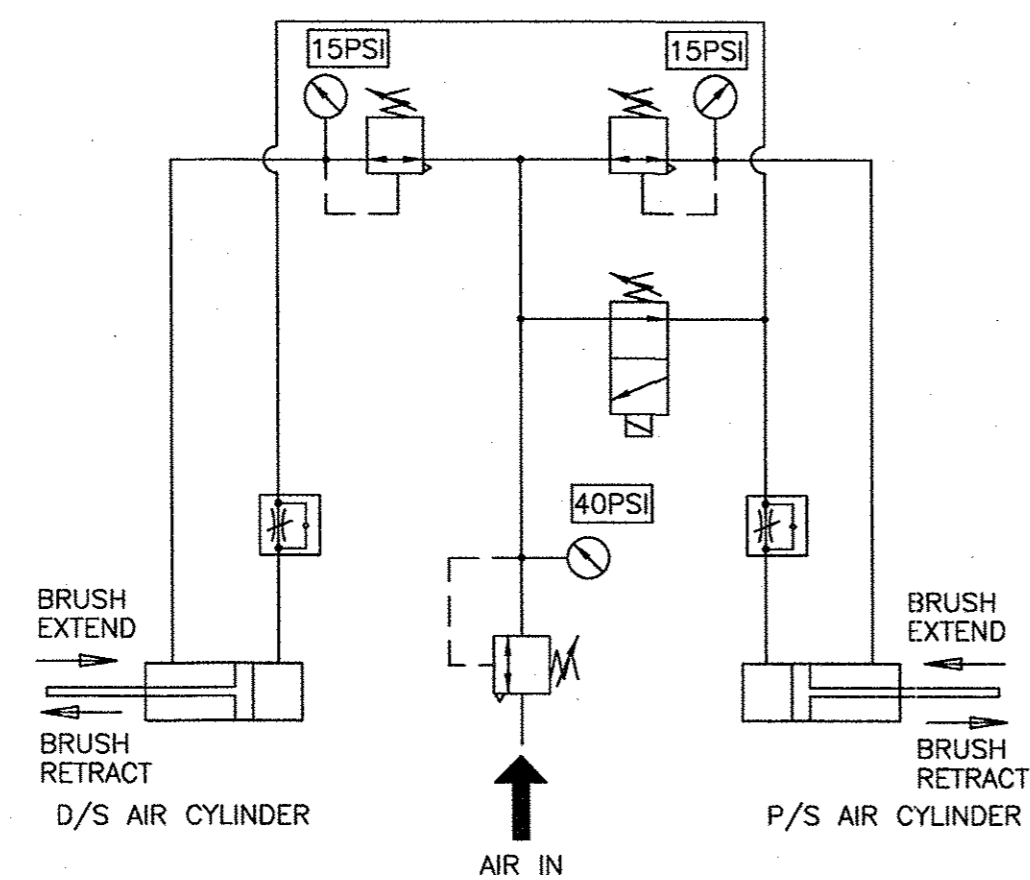 15PSI
15PSI
40PSI
BRUSH
EXTEND
BRUSH
RETRACT
D/S AIR CYLINDER
BRUSH
EXTEND
BRUSH
RETRACT
P/S AIR CYLINDER
AIR IN